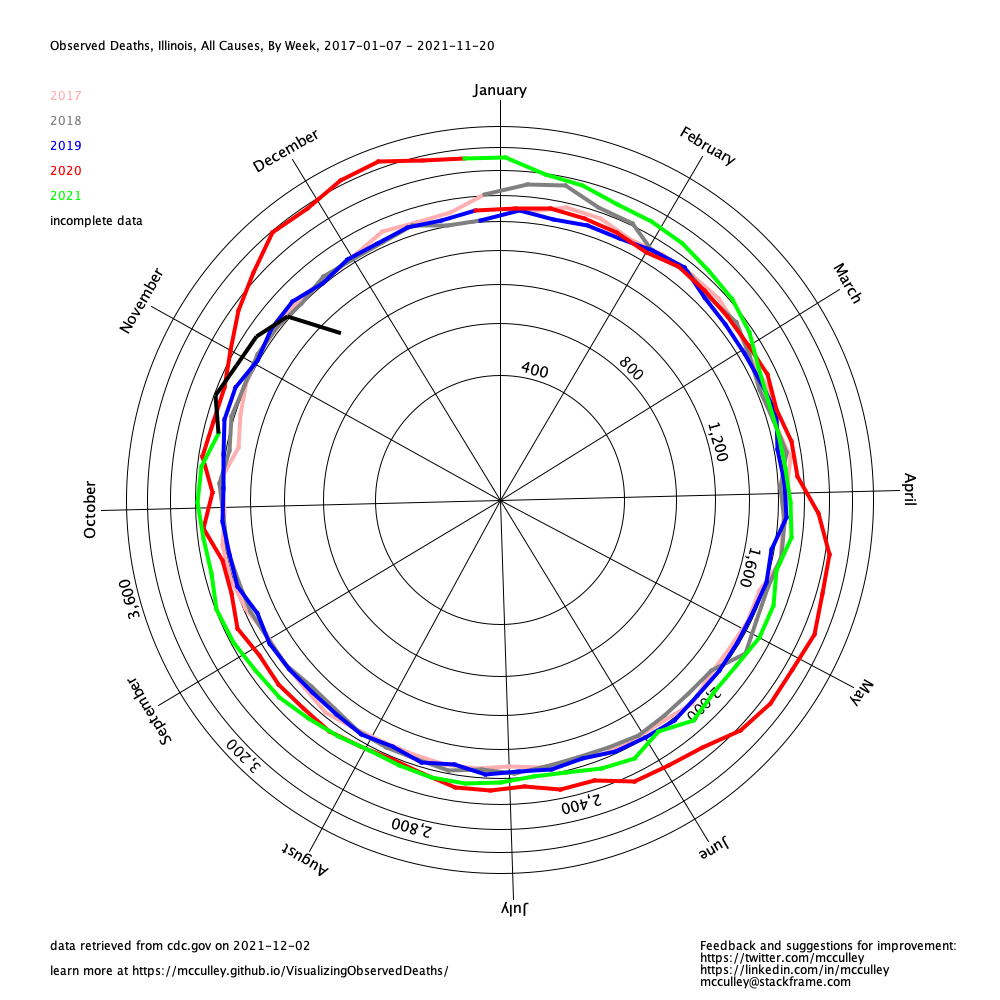 Observed Deaths, Illinois, All Causes, By Week, 2017-01-07 - 2021-11-20
2017
2018
2019
2020
2021
incomplete data
January
February
March
April
May
June
July
August
September
October
November
December
400
800
1,200
1,600
2,000
2,400
2,800
3,200
3,600
data retrieved from cdc.gov on 2021-12-02
learn more at https://mcculley.github.io/VisualizingObservedDeaths/
Feedback and suggestions for improvement:
https://twitter.com/mcculley
https://linkedin.com/in/mcculley
mcculley@stackframe.com